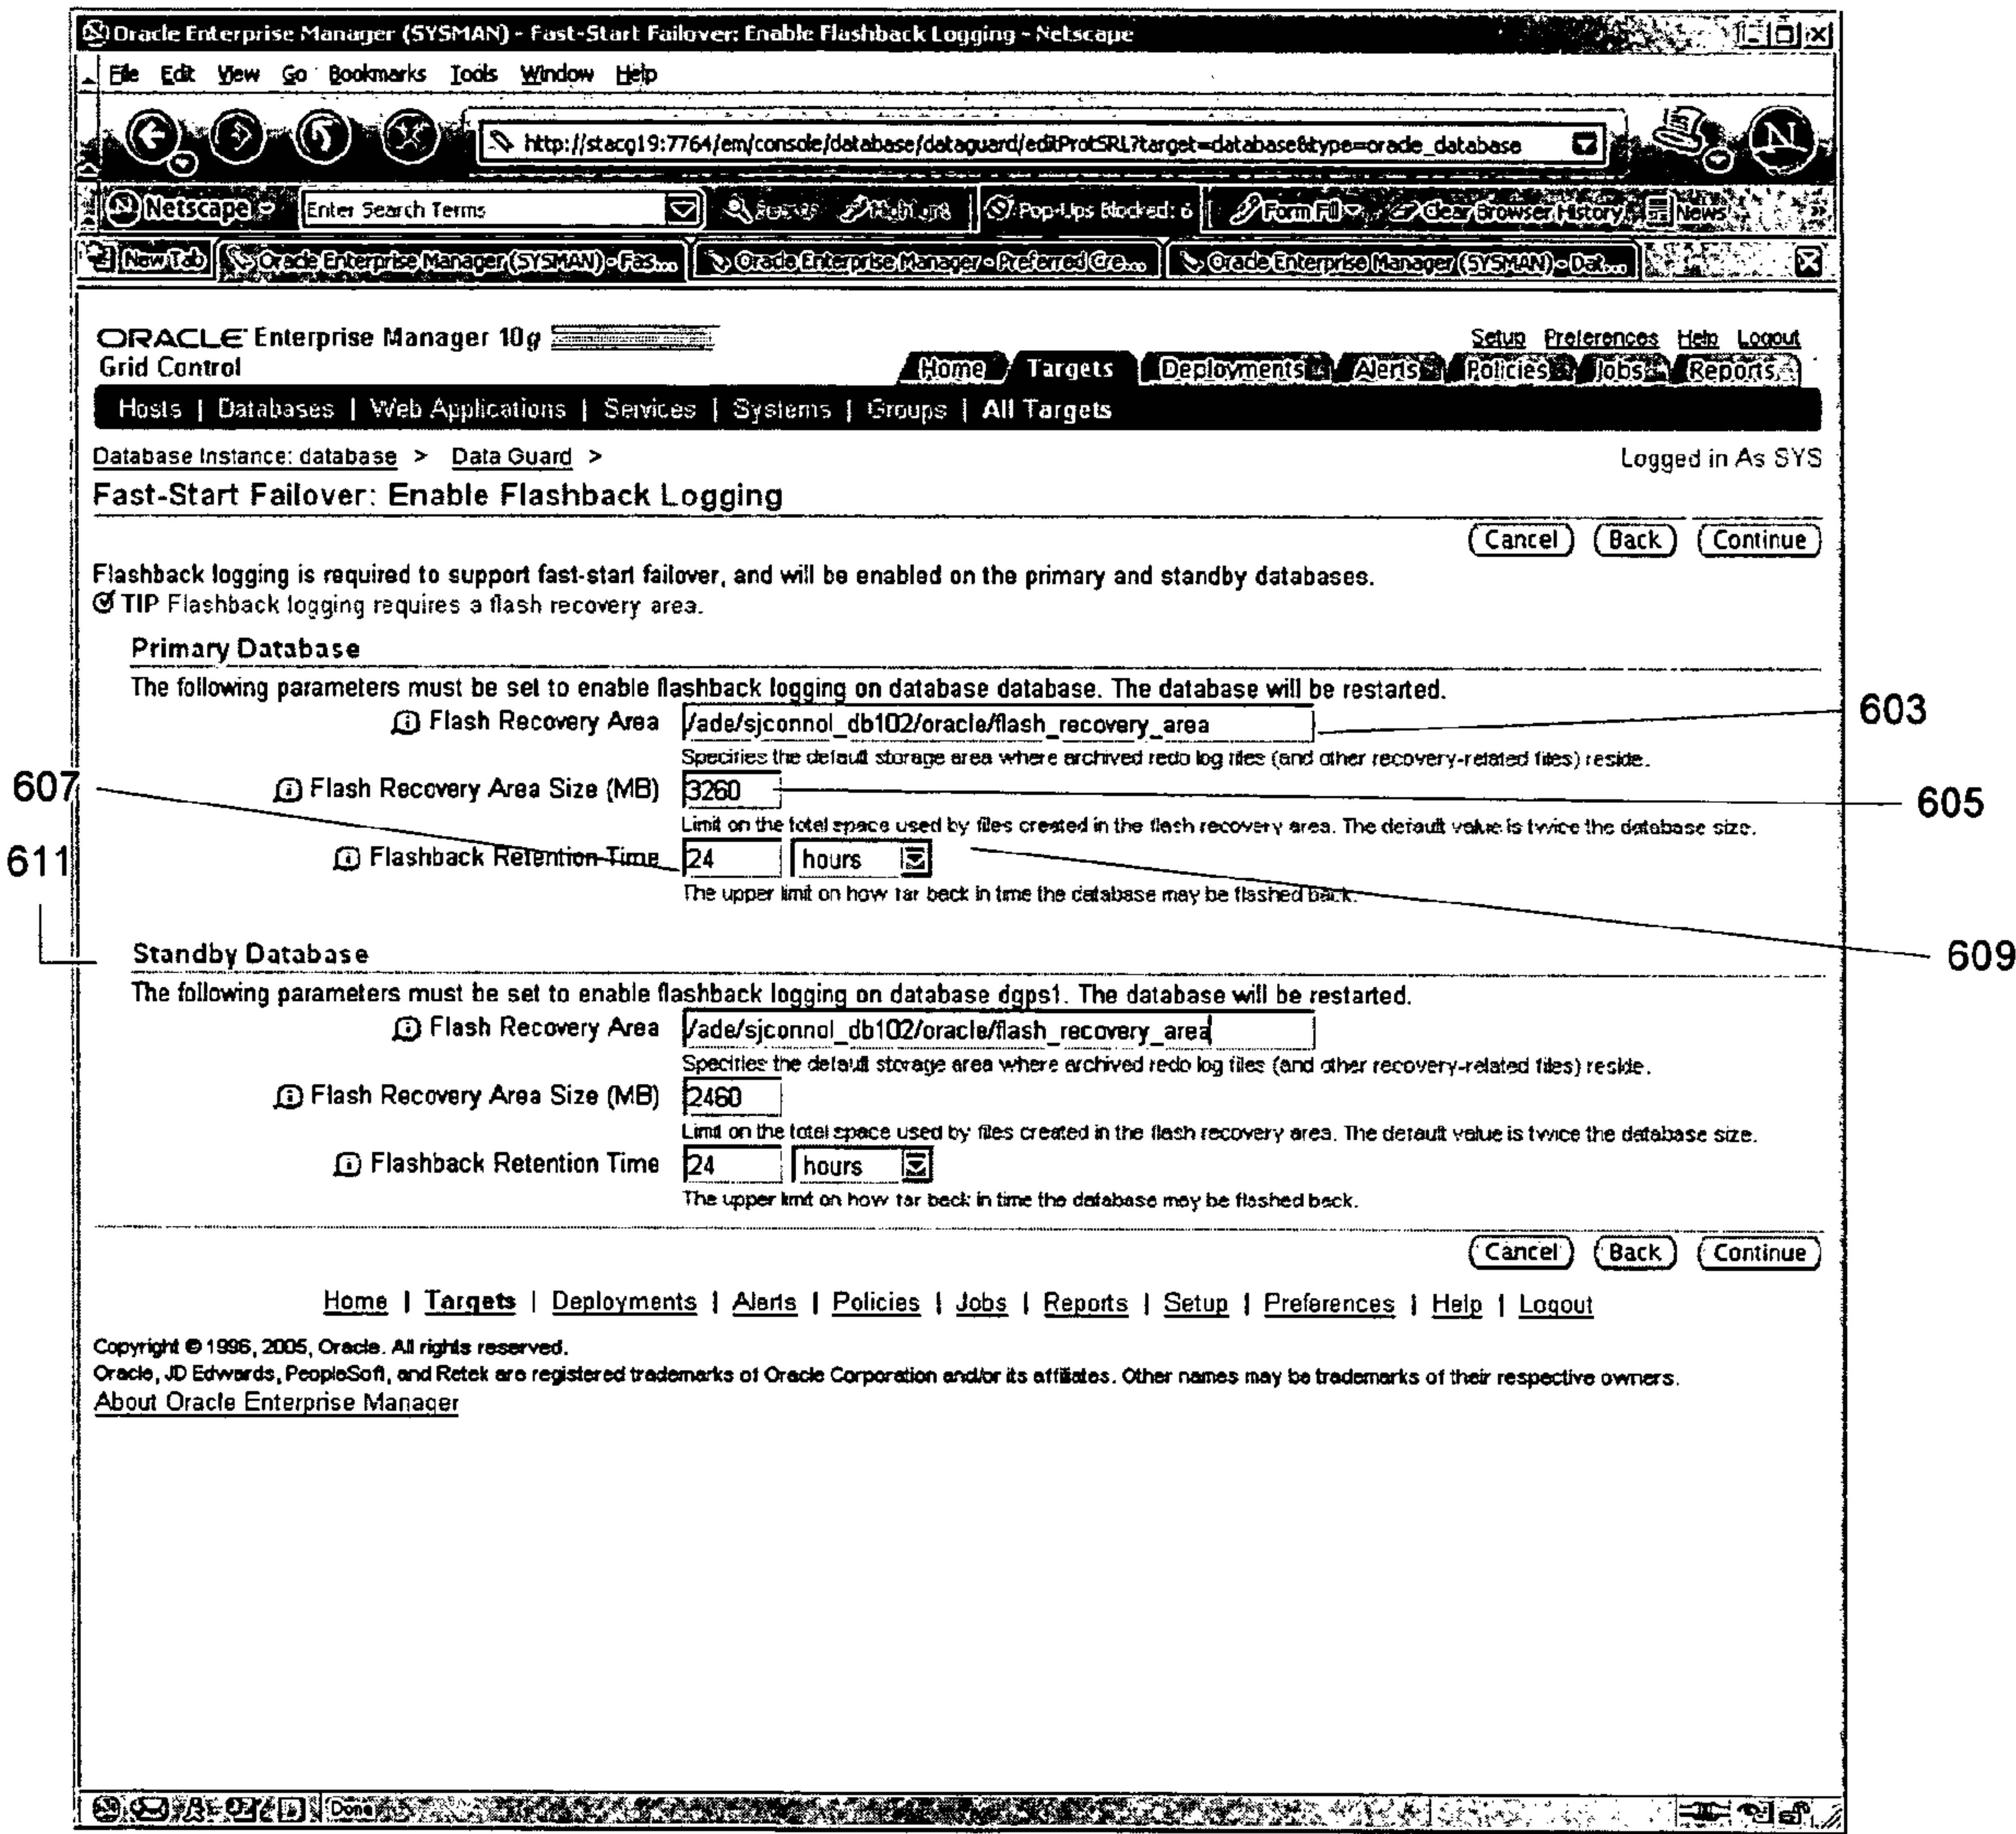 Oracle Enterprise Manager (SYSMAN) - Fast-Start Failover: Enable Flashback Logging - Netscape
File Edit View Go Bookmarks Tools Window Help
http://stacg19:7764/em/console/database/dataguard/editProtSRL?target=database&type=oracle_database
Netscape Enter Search Terms Pop-Ups Blocked: 6 Form Fill Clear Browser History News
New Tab Oracle Enterprise Manager (SYSMAN) - Fas... Oracle Enterprise Manager - Preferred Cre... Oracle Enterprise Manager (SYSMAN) - Dat...
ORACLE Enterprise Manager 10g
Grid Control
Setup Preferences Help Logout
Home Targets Deployments Alerts Policies Jobs Reports
Hosts | Databases | Web Applications | Services | Systems | Groups | All Targets
Database Instance: database > Data Guard >
Logged in As SYS
Fast-Start Failover: Enable Flashback Logging
Cancel Back Continue
Flashback logging is required to support fast-start failover, and will be enabled on the primary and standby databases.
TIP Flashback logging requires a flash recovery area.
Primary Database
The following parameters must be set to enable flashback logging on database database. The database will be restarted.
Flash Recovery Area /ade/sjconnol_db102/oracle/flash_recovery_area
603
Specifies the default storage area where archived redo log files (and other recovery-related files) reside.
607
Flash Recovery Area Size (MB) 3260
605
Limit on the total space used by files created in the flash recovery area. The default value is twice the database size.
611
Flashback Retention Time 24 hours
The upper limit on how far back in time the database may be flashed back.
609
Standby Database
The following parameters must be set to enable flashback logging on database dgps1. The database will be restarted.
Flash Recovery Area /ade/sjconnol_db102/oracle/flash_recovery_area
Specifies the default storage area where archived redo log files (and other recovery-related files) reside.
Flash Recovery Area Size (MB) 2460
Limit on the total space used by files created in the flash recovery area. The default value is twice the database size.
Flashback Retention Time 24 hours
The upper limit on how far back in time the database may be flashed back.
Cancel Back Continue
Home | Targets | Deployments | Alerts | Policies | Jobs | Reports | Setup | Preferences | Help | Logout
Copyright © 1996, 2005, Oracle. All rights reserved.
Oracle, JD Edwards, PeopleSoft, and Retek are registered trademarks of Oracle Corporation and/or its affiliates. Other names may be trademarks of their respective owners.
About Oracle Enterprise Manager
Done